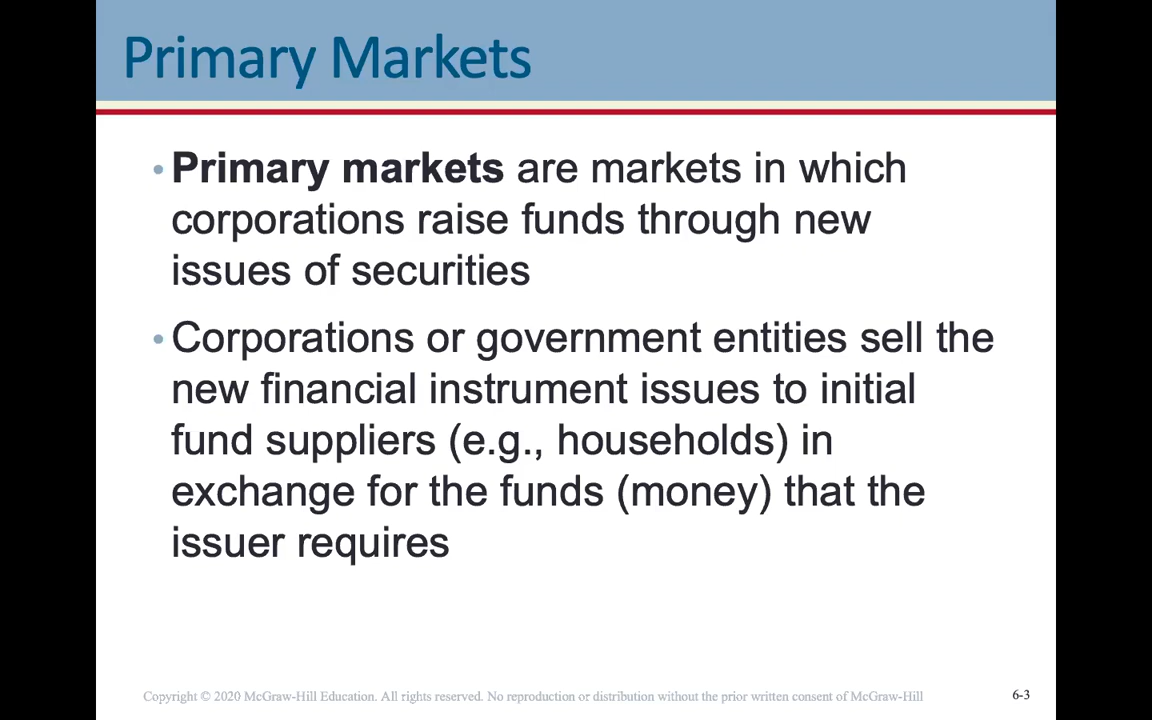 Primary Markets
• Primary markets are markets in which
corporations raise funds through new
issues of securities
• Corporations or government entities sell the
new financial instrument issues to initial
fund suppliers (e.g., households) in
exchange for the funds (money) that the
issuer requires
Copyright © 2020 McGraw-Hill Education. All rights reserved. No reproduction or distribution without the prior written consent of McGraw-Hill
6-3